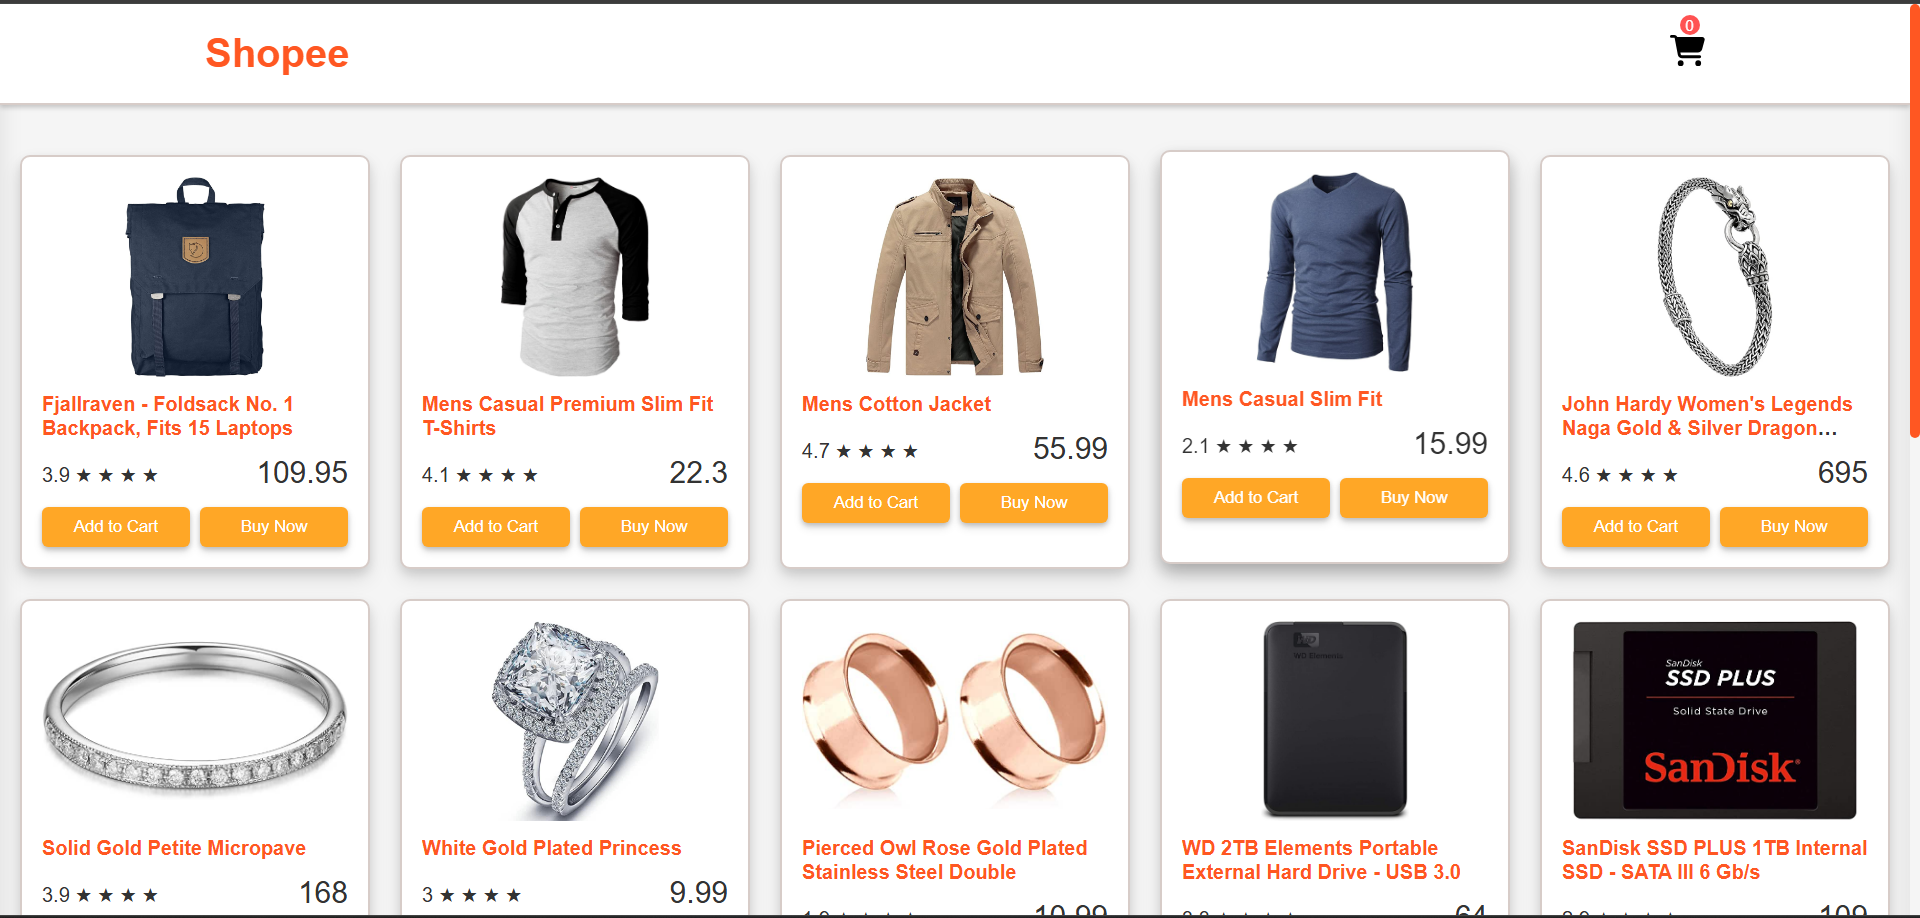 Shopee
0
Fjallraven - Foldsack No. 1
Backpack, Fits 15 Laptops
3.9 ★ ★ ★ ★ 109.95
Add to Cart Buy Now
Mens Casual Premium Slim Fit
T-Shirts
4.1 ★ ★ ★ ★ 22.3
Add to Cart Buy Now
Mens Cotton Jacket
4.7 ★ ★ ★ ★ 55.99
Add to Cart Buy Now
Mens Casual Slim Fit
2.1 ★ ★ ★ ★ 15.99
Add to Cart Buy Now
John Hardy Women's Legends
Naga Gold & Silver Dragon...
4.6 ★ ★ ★ ★ 695
Add to Cart Buy Now
Solid Gold Petite Micropave
3.9 ★ ★ ★ ★ 168
White Gold Plated Princess
3 ★ ★ ★ ★ 9.99
Pierced Owl Rose Gold Plated
Stainless Steel Double
10.99
WD Elements
WD 2TB Elements Portable
External Hard Drive - USB 3.0
64
SanDisk
SSD PLUS
Solid State Drive
SanDisk
SanDisk SSD PLUS 1TB Internal
SSD - SATA III 6 Gb/s
109